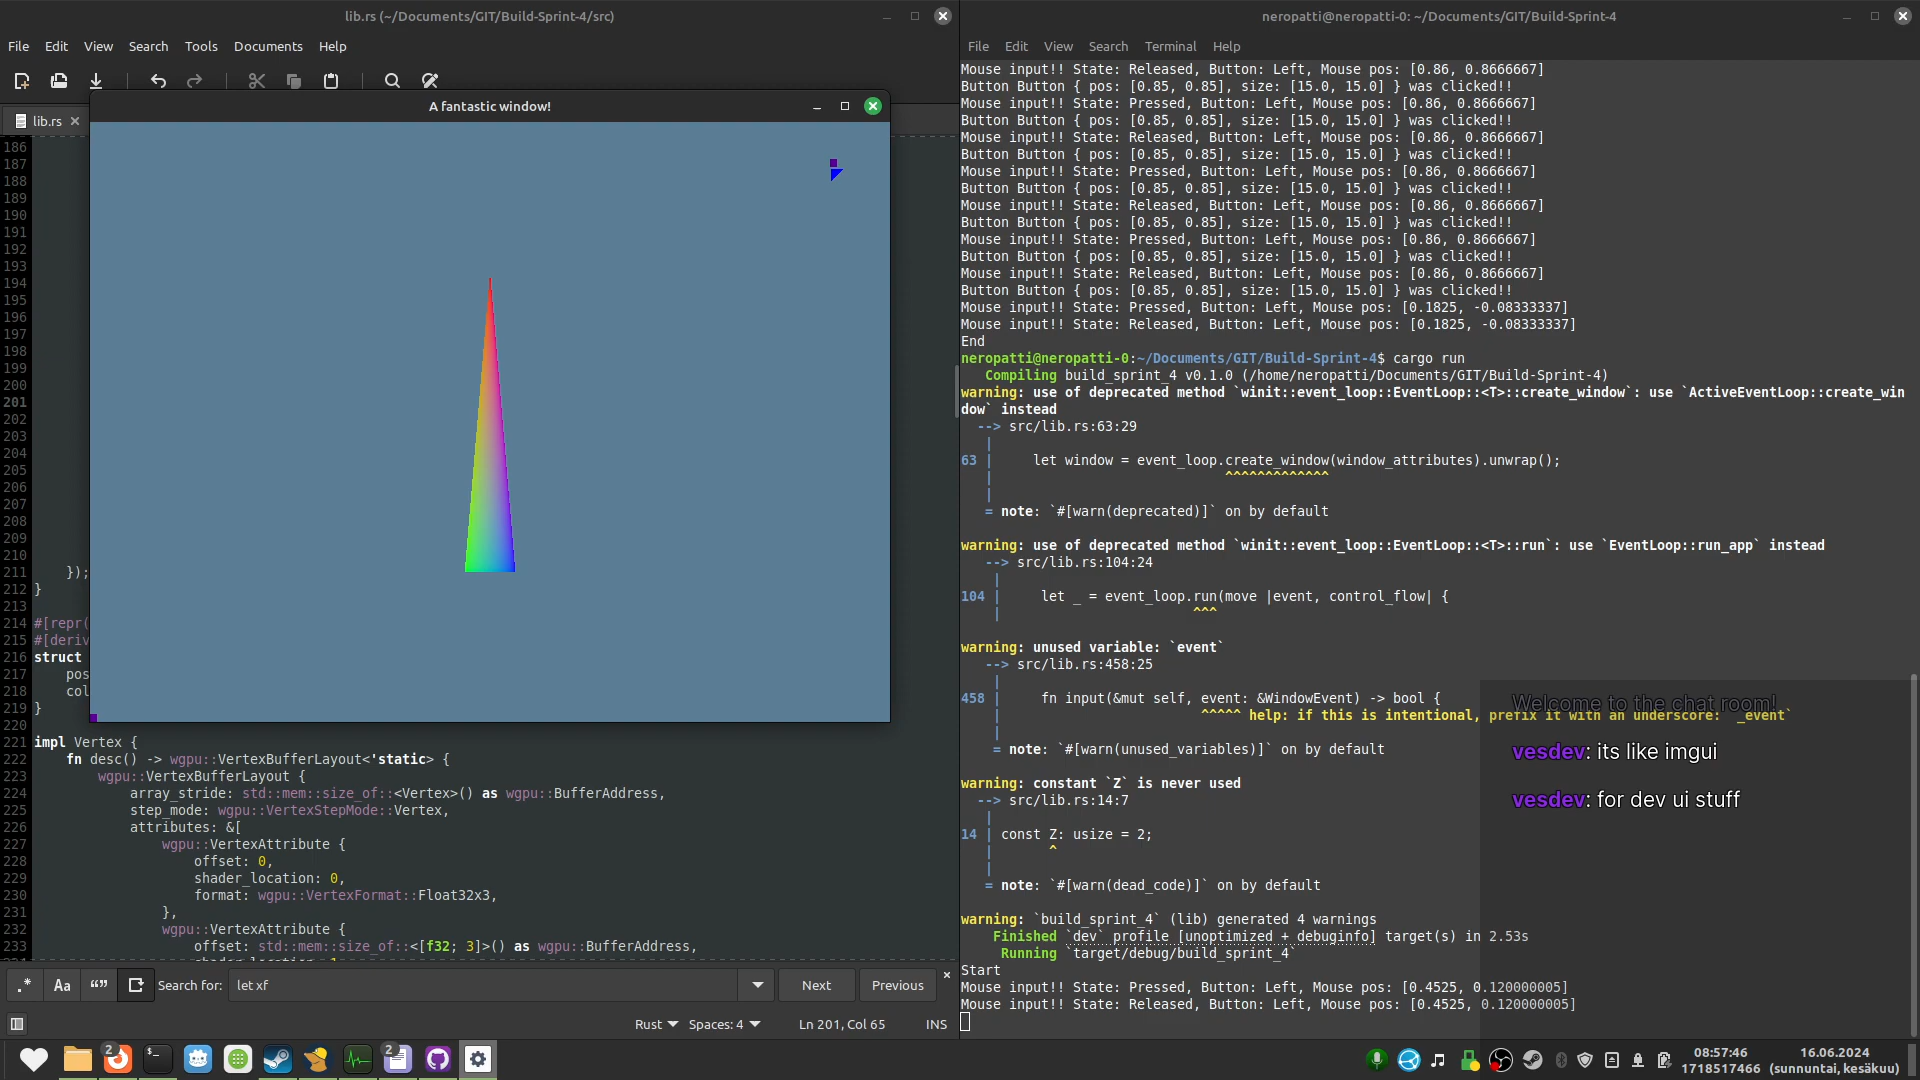 lib.rs (~/Documents/GIT/Build-Sprint-4/src)
File Edit View Search Tools Documents Help
lib.rs
A fantastic window!
186
187
188
189
190
191
192
193
194
195
196
197
198
199
200
201
202
203
204
205
206
207
208
209
210
211     });
212 }
213
214 #[repr(
215 #[deriv
216 struct
217     pos
218     col
219 }
220
221 impl Vertex {
222     fn desc() -> wgpu::VertexBufferLayout<'static> {
223         wgpu::VertexBufferLayout {
224             array_stride: std::mem::size_of::<Vertex>() as wgpu::BufferAddress,
225             step_mode: wgpu::VertexStepMode::Vertex,
226             attributes: &[
227                 wgpu::VertexAttribute {
228                     offset: 0,
229                     shader_location: 0,
230                     format: wgpu::VertexFormat::Float32x3,
231                 },
232                 wgpu::VertexAttribute {
233                     offset: std::mem::size_of::<[f32; 3]>() as wgpu::BufferAddress,
.* Aa “” Search for: let xf Next Previous
Rust Spaces: 4 Ln 201, Col 65 INS
neropatti@neropatti-0: ~/Documents/GIT/Build-Sprint-4
File Edit View Search Terminal Help
Mouse input!! State: Released, Button: Left, Mouse pos: [0.86, 0.8666667]
Button Button { pos: [0.85, 0.85], size: [15.0, 15.0] } was clicked!!
Mouse input!! State: Pressed, Button: Left, Mouse pos: [0.86, 0.8666667]
Button Button { pos: [0.85, 0.85], size: [15.0, 15.0] } was clicked!!
Mouse input!! State: Released, Button: Left, Mouse pos: [0.86, 0.8666667]
Button Button { pos: [0.85, 0.85], size: [15.0, 15.0] } was clicked!!
Mouse input!! State: Pressed, Button: Left, Mouse pos: [0.86, 0.8666667]
Button Button { pos: [0.85, 0.85], size: [15.0, 15.0] } was clicked!!
Mouse input!! State: Released, Button: Left, Mouse pos: [0.86, 0.8666667]
Button Button { pos: [0.85, 0.85], size: [15.0, 15.0] } was clicked!!
Mouse input!! State: Pressed, Button: Left, Mouse pos: [0.86, 0.8666667]
Button Button { pos: [0.85, 0.85], size: [15.0, 15.0] } was clicked!!
Mouse input!! State: Released, Button: Left, Mouse pos: [0.86, 0.8666667]
Button Button { pos: [0.85, 0.85], size: [15.0, 15.0] } was clicked!!
Mouse input!! State: Pressed, Button: Left, Mouse pos: [0.1825, -0.08333337]
Mouse input!! State: Released, Button: Left, Mouse pos: [0.1825, -0.08333337]
End
neropatti@neropatti-0:~/Documents/GIT/Build-Sprint-4$ cargo run
   Compiling build_sprint_4 v0.1.0 (/home/neropatti/Documents/GIT/Build-Sprint-4)
warning: use of deprecated method `winit::event_loop::EventLoop::<T>::create_window`: use `ActiveEventLoop::create_win
dow` instead
  --> src/lib.rs:63:29
   |
63 |     let window = event_loop.create_window(window_attributes).unwrap();
   |                             ^^^^^^^^^^^^^
   |
   = note: `#[warn(deprecated)]` on by default
warning: use of deprecated method `winit::event_loop::EventLoop::<T>::run`: use `EventLoop::run_app` instead
   --> src/lib.rs:104:24
    |
104 |     let _ = event_loop.run(move |event, control_flow| {
    |                        ^^^
warning: unused variable: `event`
   --> src/lib.rs:458:25
    |
458 |     fn input(&mut self, event: &WindowEvent) -> bool {
    |                         ^^^^^ help: if this is intentional, prefix it with an underscore: `_event`
    |
    = note: `#[warn(unused_variables)]` on by default
warning: constant `Z` is never used
  --> src/lib.rs:14:7
   |
14 | const Z: usize = 2;
   |       ^
   |
   = note: `#[warn(dead_code)]` on by default
warning: `build_sprint_4` (lib) generated 4 warnings
    Finished `dev` profile [unoptimized + debuginfo] target(s) in 2.53s
     Running `target/debug/build_sprint_4`
Start
Mouse input!! State: Pressed, Button: Left, Mouse pos: [0.4525, 0.120000005]
Mouse input!! State: Released, Button: Left, Mouse pos: [0.4525, 0.120000005]
Welcome to the chat room!
vesdev: its like imgui
vesdev: for dev ui stuff
2
2
08:57:46
1718517466
16.06.2024
(sunnuntai, kesäkuu)